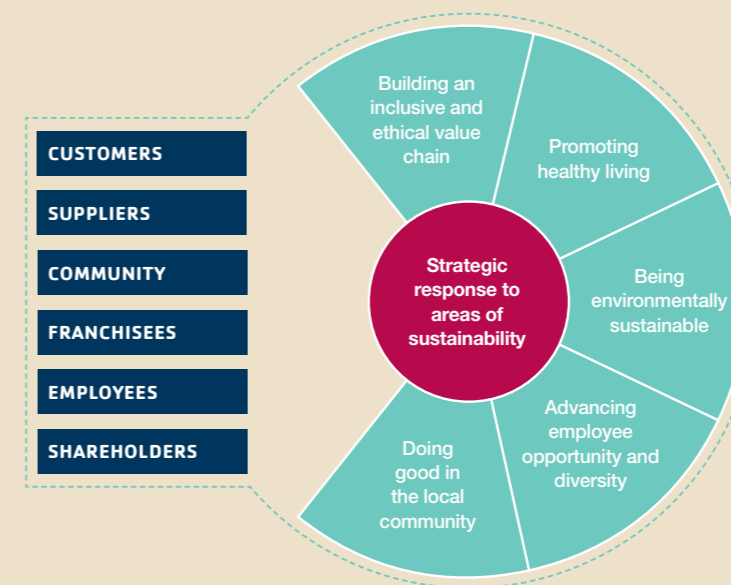 CUSTOMERS
SUPPLIERS
COMMUNITY
FRANCHISEES
EMPLOYEES
SHAREHOLDERS
Building an
inclusive and
ethical value
chain
Promoting
healthy living
Being
environmentally
sustainable
Advancing
employee
opportunity and
diversity
Doing
good in
the local
community
Strategic
response to
areas of
sustainability